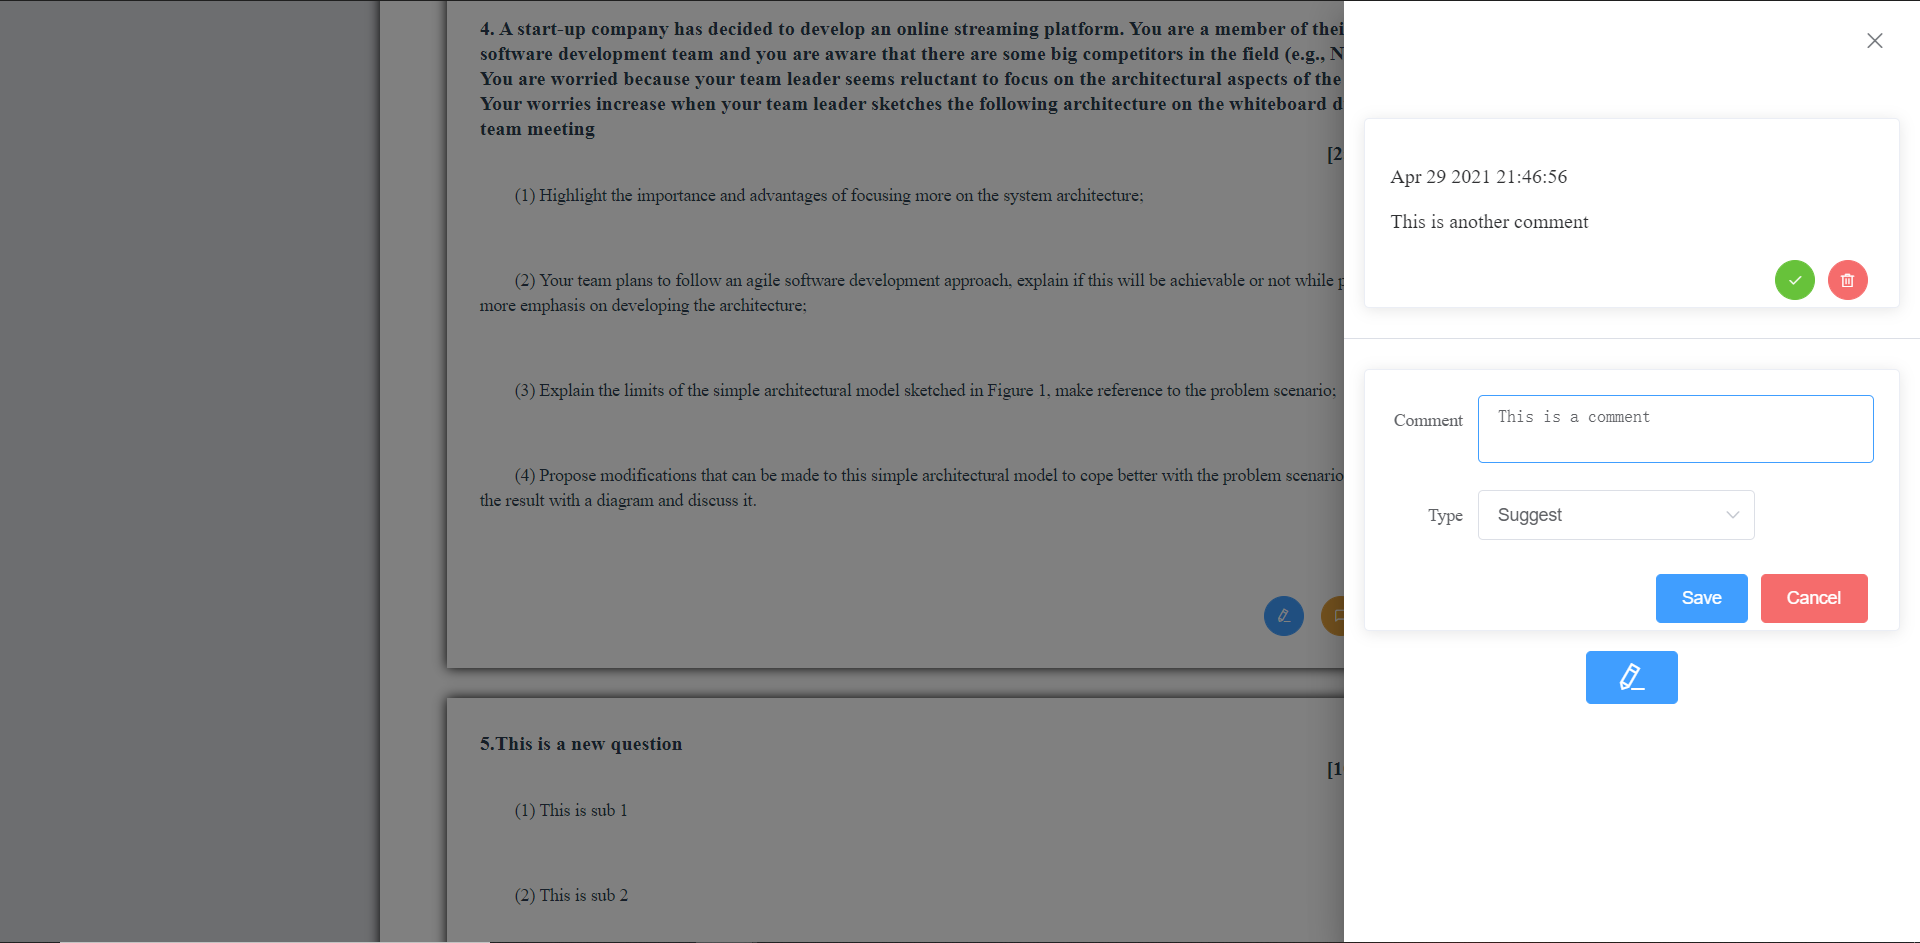 4. A start-up company has decided to develop an online streaming platform. You are a member of thei
software development team and you are aware that there are some big competitors in the field (e.g., N
You are worried because your team leader seems reluctant to focus on the architectural aspects of the
Your worries increase when your team leader sketches the following architecture on the whiteboard d
team meeting
[2
(1) Highlight the importance and advantages of focusing more on the system architecture;
(2) Your team plans to follow an agile software development approach, explain if this will be achievable or not while p
more emphasis on developing the architecture;
(3) Explain the limits of the simple architectural model sketched in Figure 1, make reference to the problem scenario;
(4) Propose modifications that can be made to this simple architectural model to cope better with the problem scenario
the result with a diagram and discuss it.
5.This is a new question
[1
(1) This is sub 1
(2) This is sub 2
Apr 29 2021 21:46:56
This is another comment
Comment
This is a comment
Type
Suggest
Save
Cancel